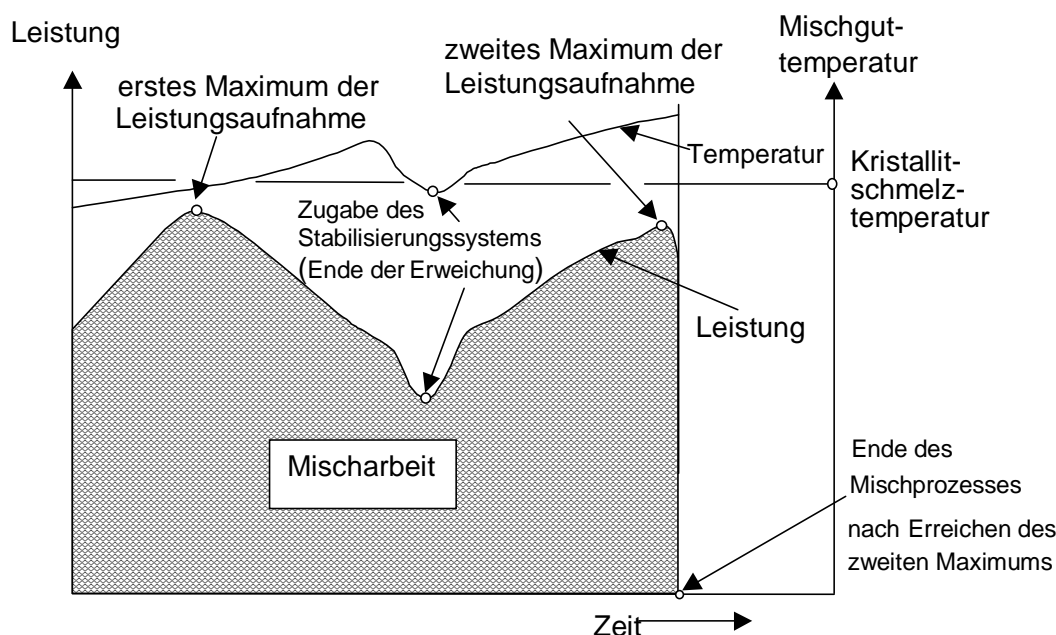 Leistung
erstes Maximum der
Leistungsaufnahme
zweites Maximum der
Leistungsaufnahme
Mischgut-
temperatur
Temperatur
Kristallit-
schmelz-
temperatur
Zugabe des
Stabilisierungssystems
(Ende der Erweichung)
Leistung
Mischarbeit
Ende des
Mischprozesses
nach Erreichen des
zweiten Maximums
Zeit